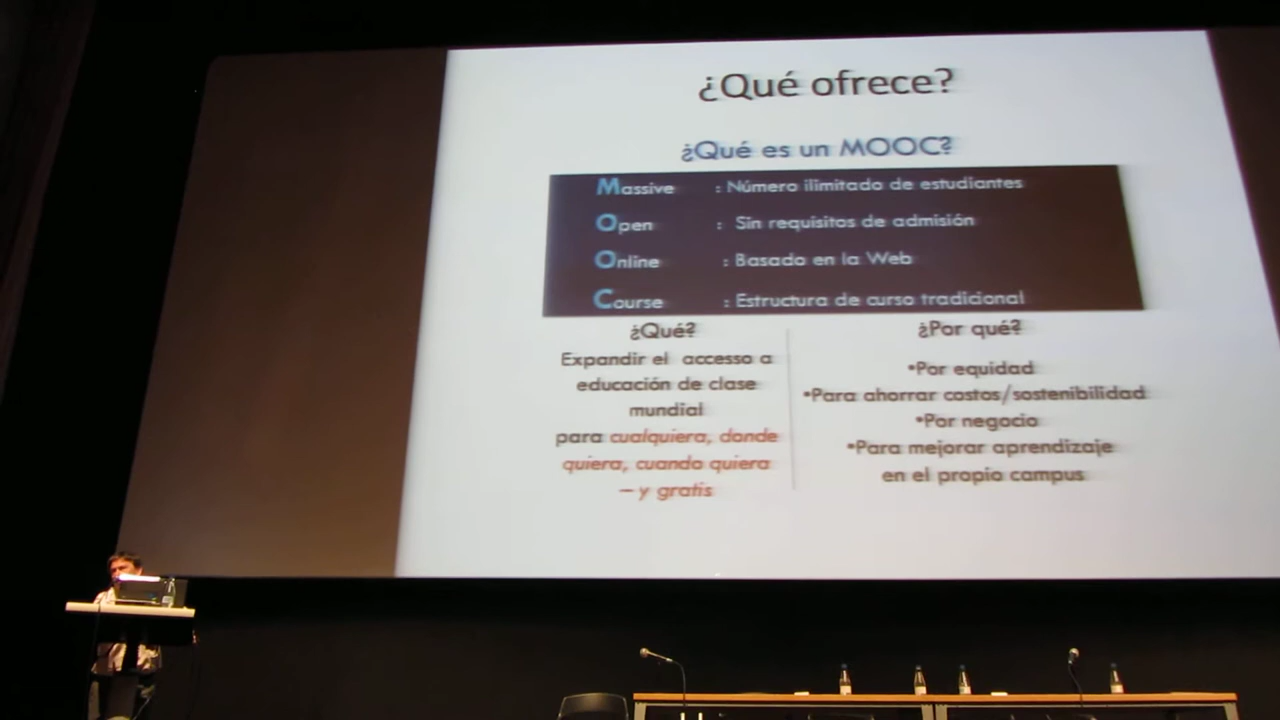 ¿Qué ofrece?
¿Qué es un MOOC?
Massive : Número ilimitado de estudiantes
Open : Sin requisitos de admisión
Online : Basado en la Web
Course : Estructura de curso tradicional
¿Qué?
Expandir el accesso a
educación de clase
mundial
para cualquiera, donde
quiera, cuando quiera
– y gratis
¿Por qué?
•Por equidad
•Para ahorrar costos/sostenibilidad
•Por negocio
•Para mejorar aprendizaje
en el propio campus